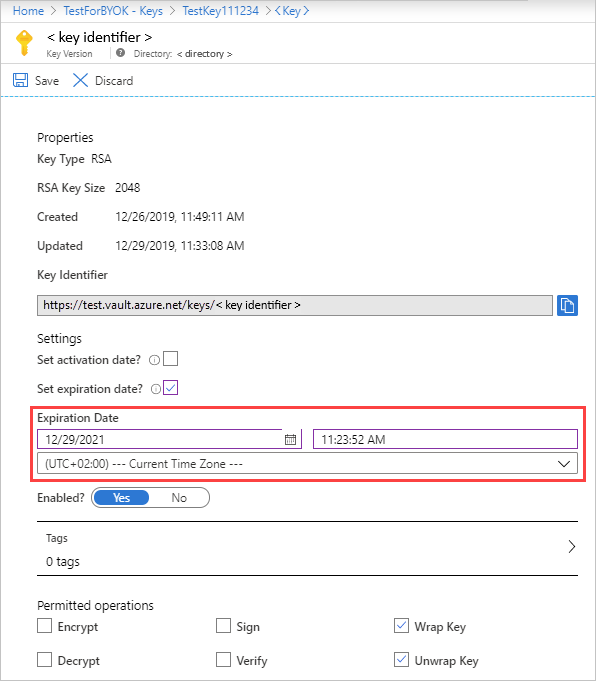 Home > TestForBYOK - Keys > TestKey111234 > <Key>
< key identifier >
Key Version Directory: < directory >
Save Discard
Properties
Key Type RSA
RSA Key Size 2048
Created 12/26/2019, 11:49:11 AM
Updated 12/29/2019, 11:33:08 AM
Key Identifier
https://test.vault.azure.net/keys/< key identifier >
Settings
Set activation date?
Set expiration date?
Expiration Date
12/29/2021 11:23:52 AM
(UTC+02:00) --- Current Time Zone ---
Enabled? Yes No
Tags
0 tags
Permitted operations
Encrypt Sign Wrap Key
Decrypt Verify Unwrap Key